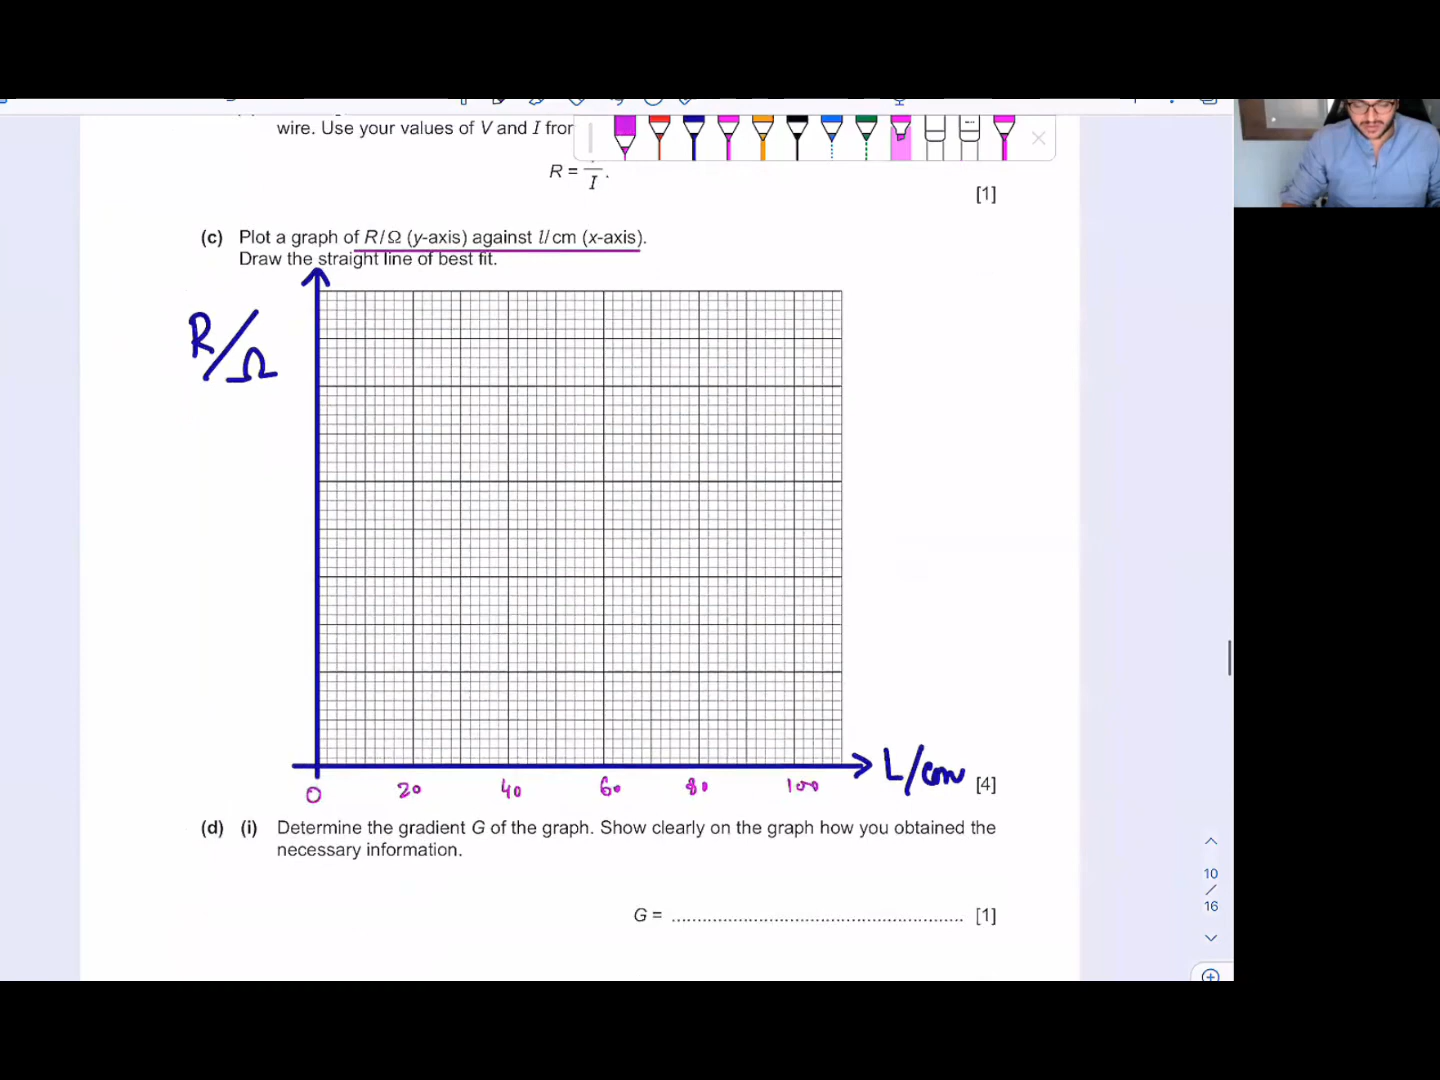 wire. Use your values of V and I from
R = — I .
[1]
(c) Plot a graph of R/Ω (y-axis) against l/cm (x-axis).
Draw the straight line of best fit.
R/Ω
L/cm
[4]
0 20 40 60 80 100
(d) (i) Determine the gradient G of the graph. Show clearly on the graph how you obtained the
necessary information.
G = .................................................... [1]
10
/
16